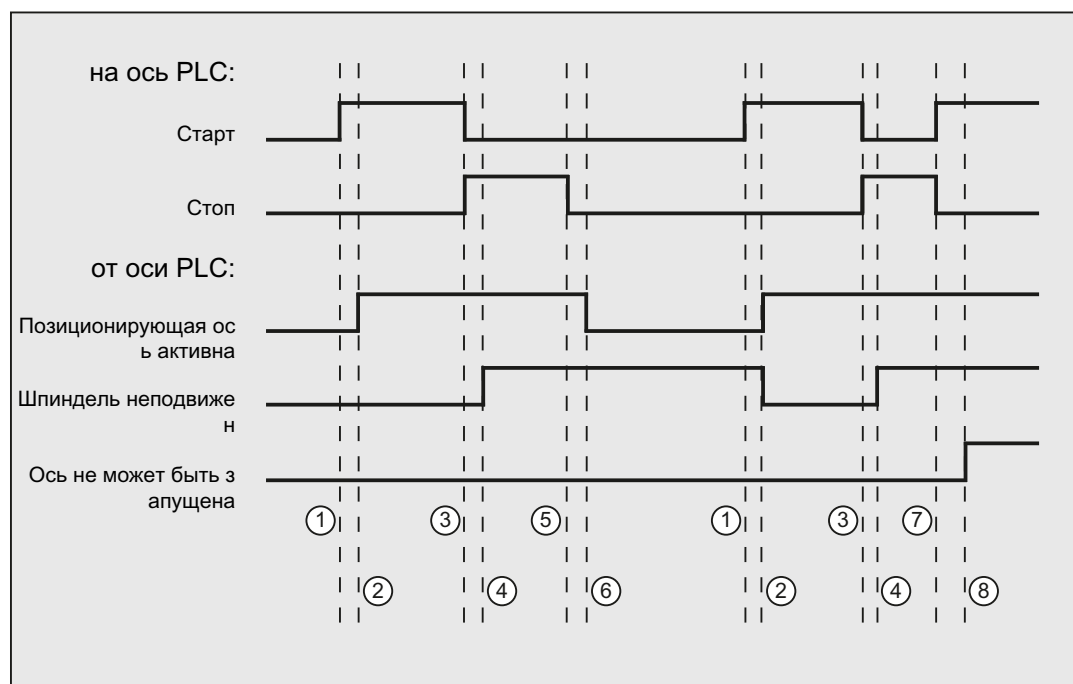 на ось PLC:
Старт
Стоп
от оси PLC:
Позиционирующая ос
ь активна
Шпиндель неподвиже
н
Ось не может быть з
апущена
1 3 5 1 3 7
2 4 6 2 4 8